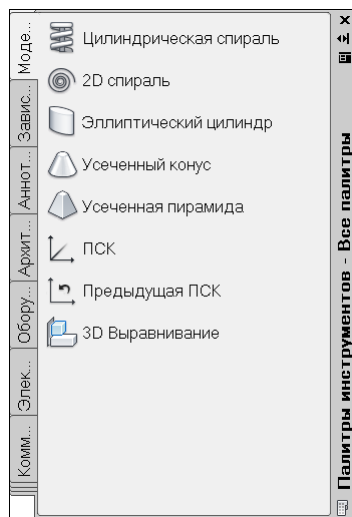 Моде...
Завис...
Аннот...
Архит...
Обору...
Элек...
Комм...
Цилиндрическая спираль
2D спираль
Эллиптический цилиндр
Усеченный конус
Усеченная пирамида
ПСК
Предыдущая ПСК
3D Выравнивание
Палитры инструментов - Все палитры